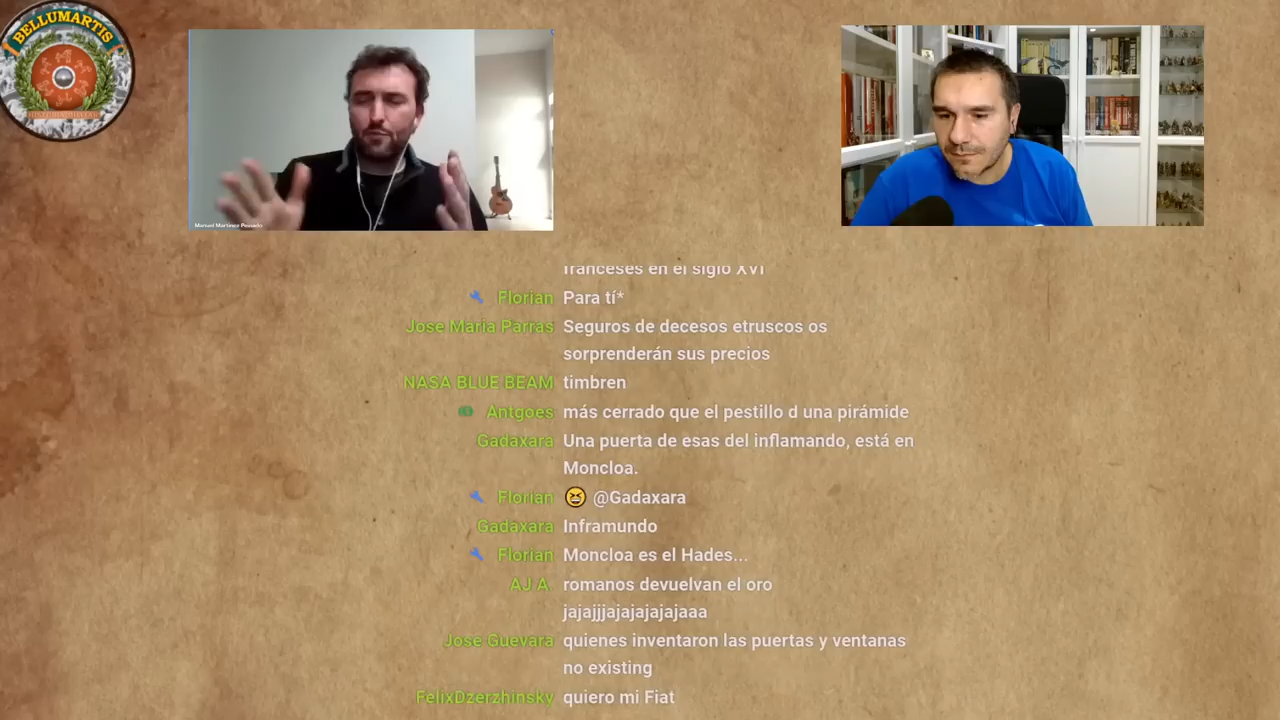 BELLUMARTIS
Manuel Martinez Peinado
franceses en el siglo XVI
Florian Para tí*
Jose Maria Parras Seguros de decesos etruscos os
sorprenderán sus precios
NASA BLUE BEAM timbren
Antgoes más cerrado que el pestillo d una pirámide
Gadaxara Una puerta de esas del inflamando, está en
Moncloa.
Florian 😆 @Gadaxara
Gadaxara Inframundo
Florian Moncloa es el Hades...
AJ A. romanos devuelvan el oro
jajajjjajajajajajaaa
Jose Guevara quienes inventaron las puertas y ventanas
no existing
FelixDzerzhinsky quiero mi Fiat